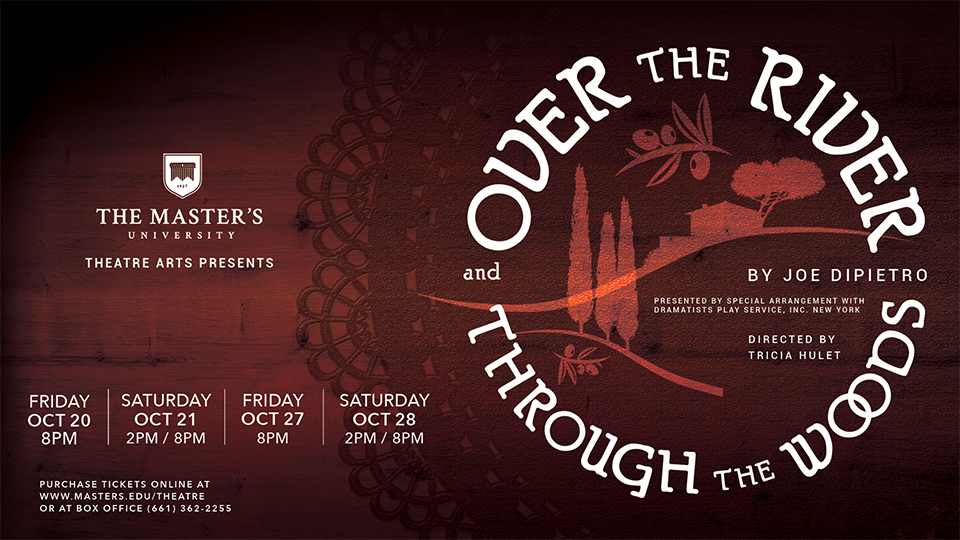 1927
THE MASTER'S
UNIVERSITY
THEATRE ARTS PRESENTS
OVER THE RIVER
and
THROUGH THE WOODS
BY JOE DIPIETRO
PRESENTED BY SPECIAL ARRANGEMENT WITH
DRAMATISTS PLAY SERVICE, INC. NEW YORK
DIRECTED BY
TRICIA HULET
FRIDAY
OCT 20
8PM
SATURDAY
OCT 21
2PM / 8PM
FRIDAY
OCT 27
8PM
SATURDAY
OCT 28
2PM / 8PM
PURCHASE TICKETS ONLINE AT
WWW.MASTERS.EDU/THEATRE
OR AT BOX OFFICE (661) 362-2255